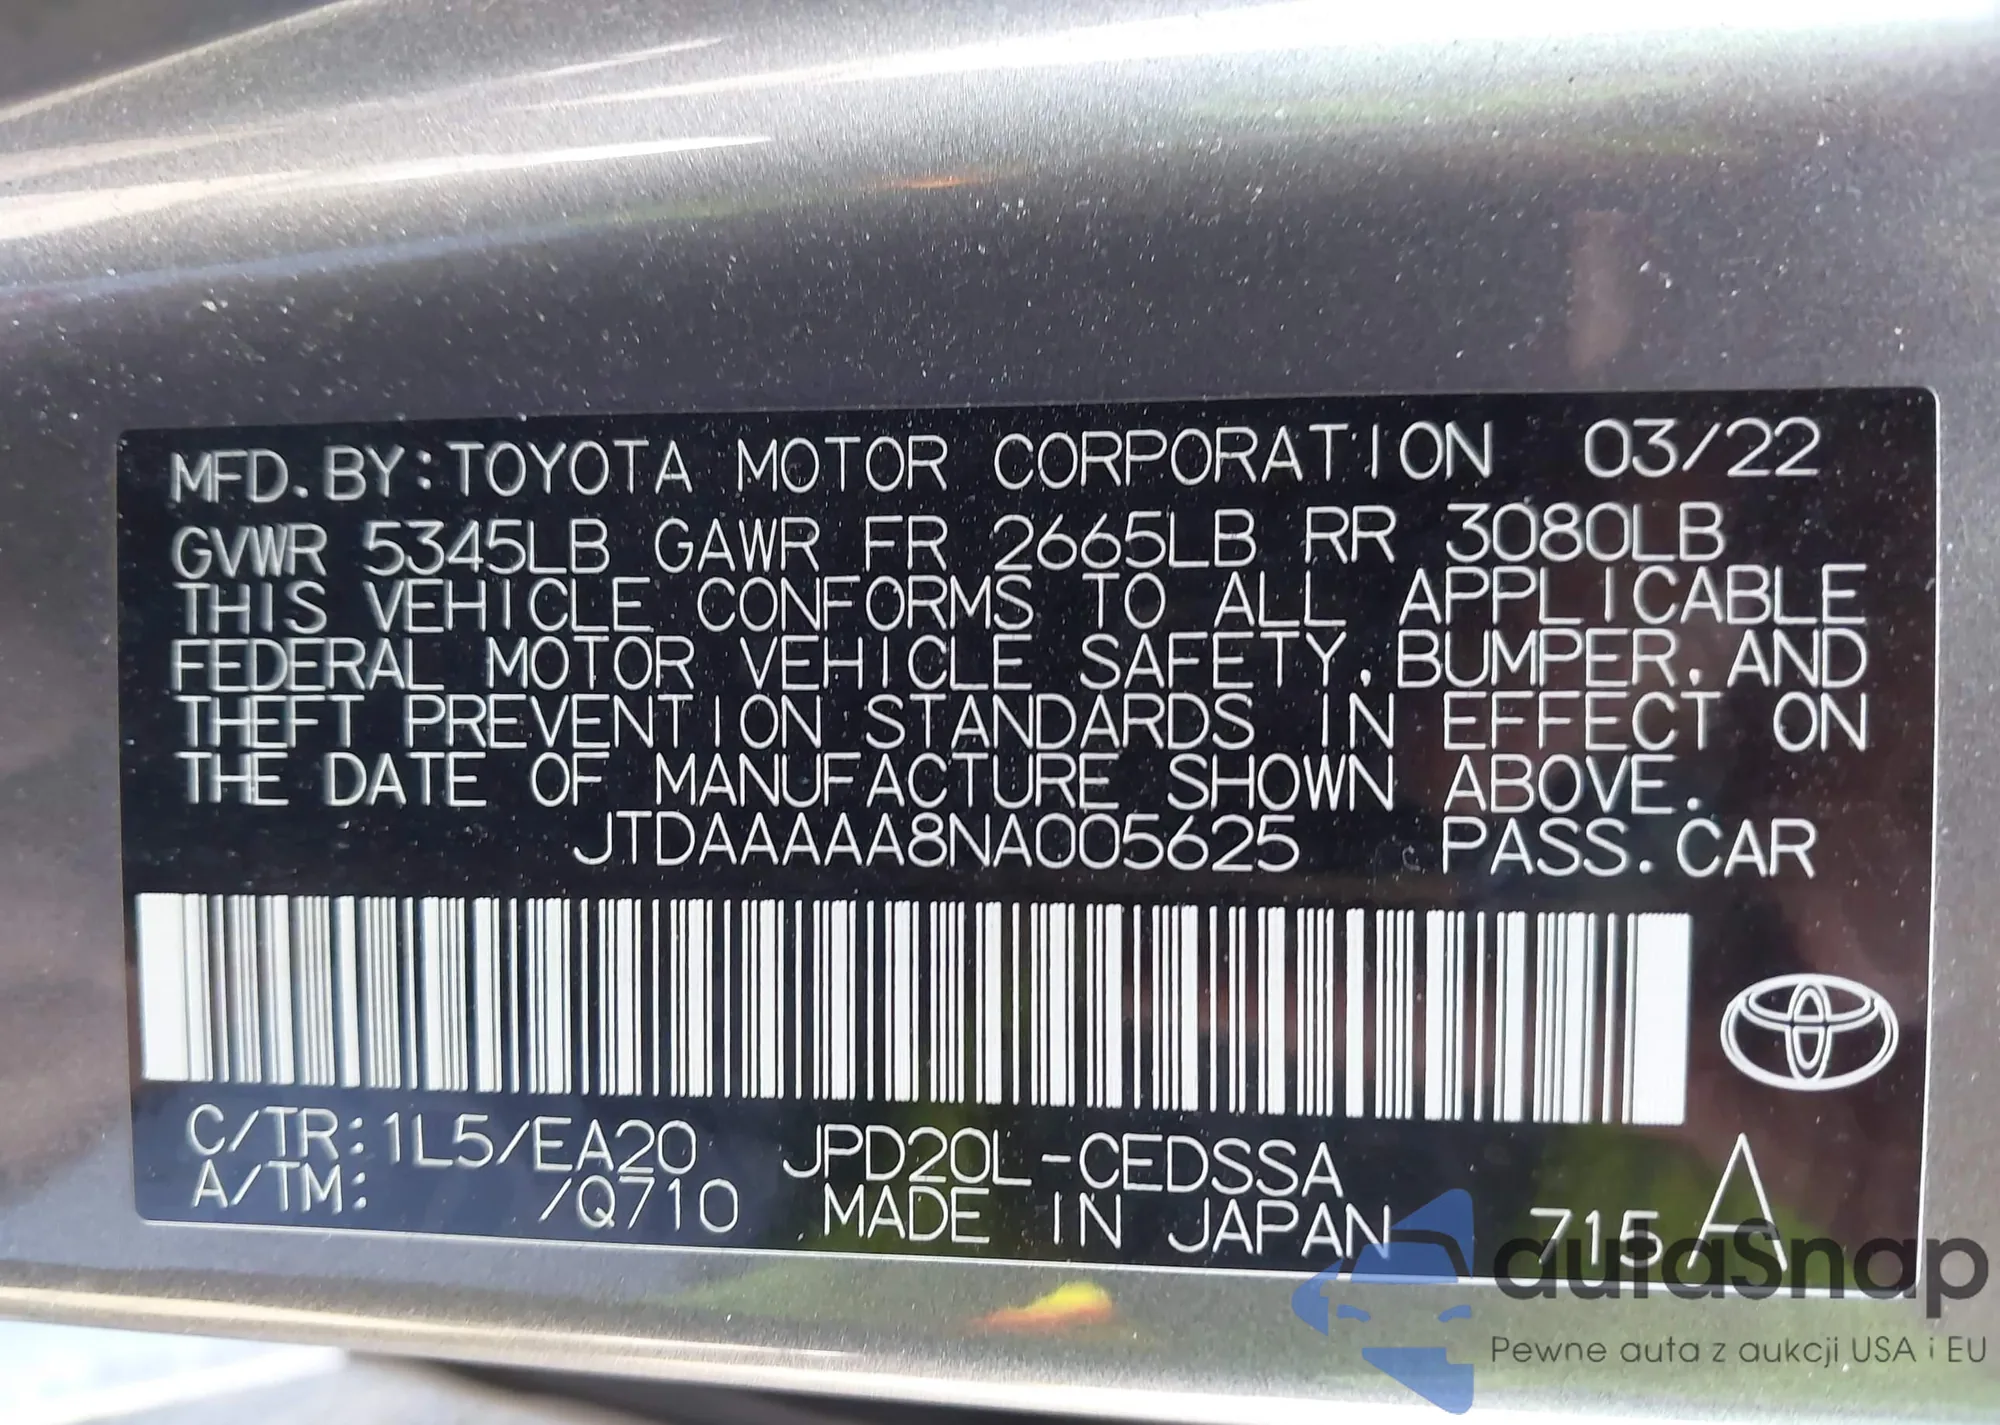 MFD.BY:TOYOTA MOTOR CORPORATION 03/22
GVWR 5345LB GAWR FR 2665LB RR 3080LB
THIS VEHICLE CONFORMS TO ALL APPLICABLE
FEDERAL MOTOR VEHICLE SAFETY,BUMPER,AND
THEFT PREVENTION STANDARDS IN EFFECT ON
THE DATE OF MANUFACTURE SHOWN ABOVE.
JTDAAAAA8NA005625 PASS.CAR
C/TR:1L5/EA20 JPD20L-CEDSSA
A/TM: /Q710 MADE IN JAPAN 715 A
autaSnap
Pewne auta z aukcji USA i EU